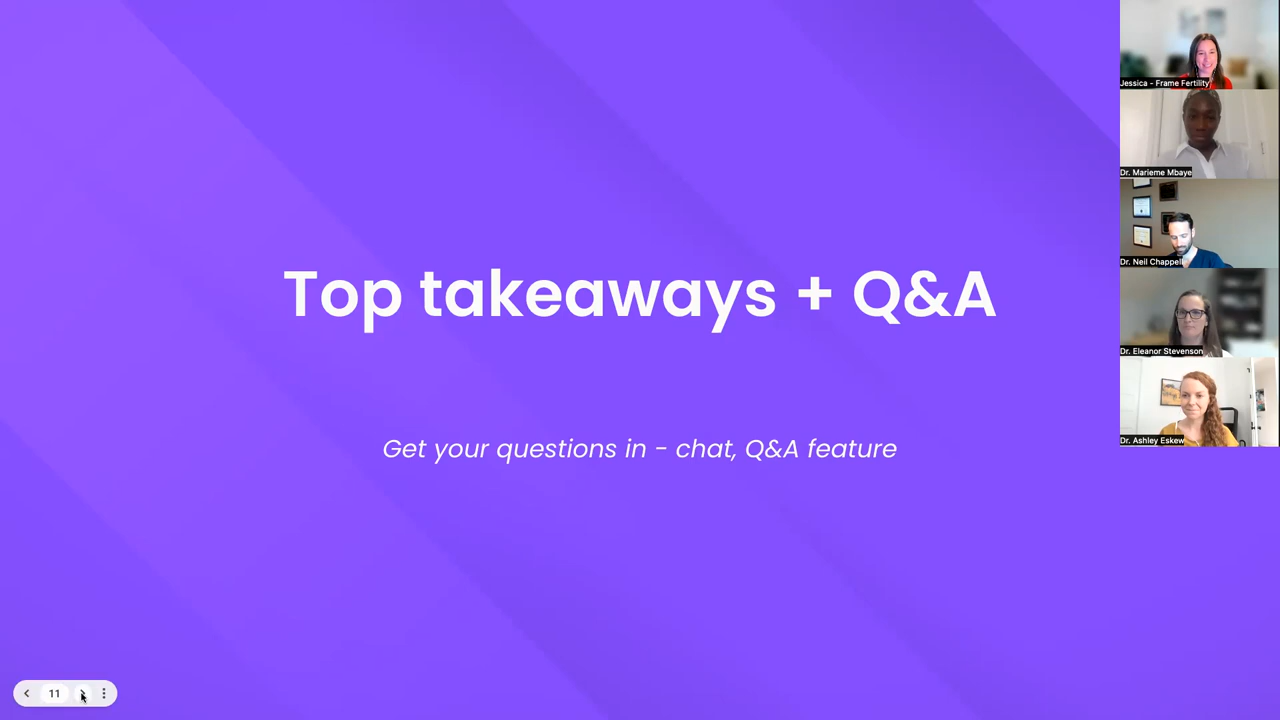 Top takeaways + Q&A
Get your questions in - chat, Q&A feature
Jessica - Frame Fertility
Dr. Marieme Mbaye
Dr. Neil Chappell
Dr. Eleanor Stevenson
Dr. Ashley Eskew
11